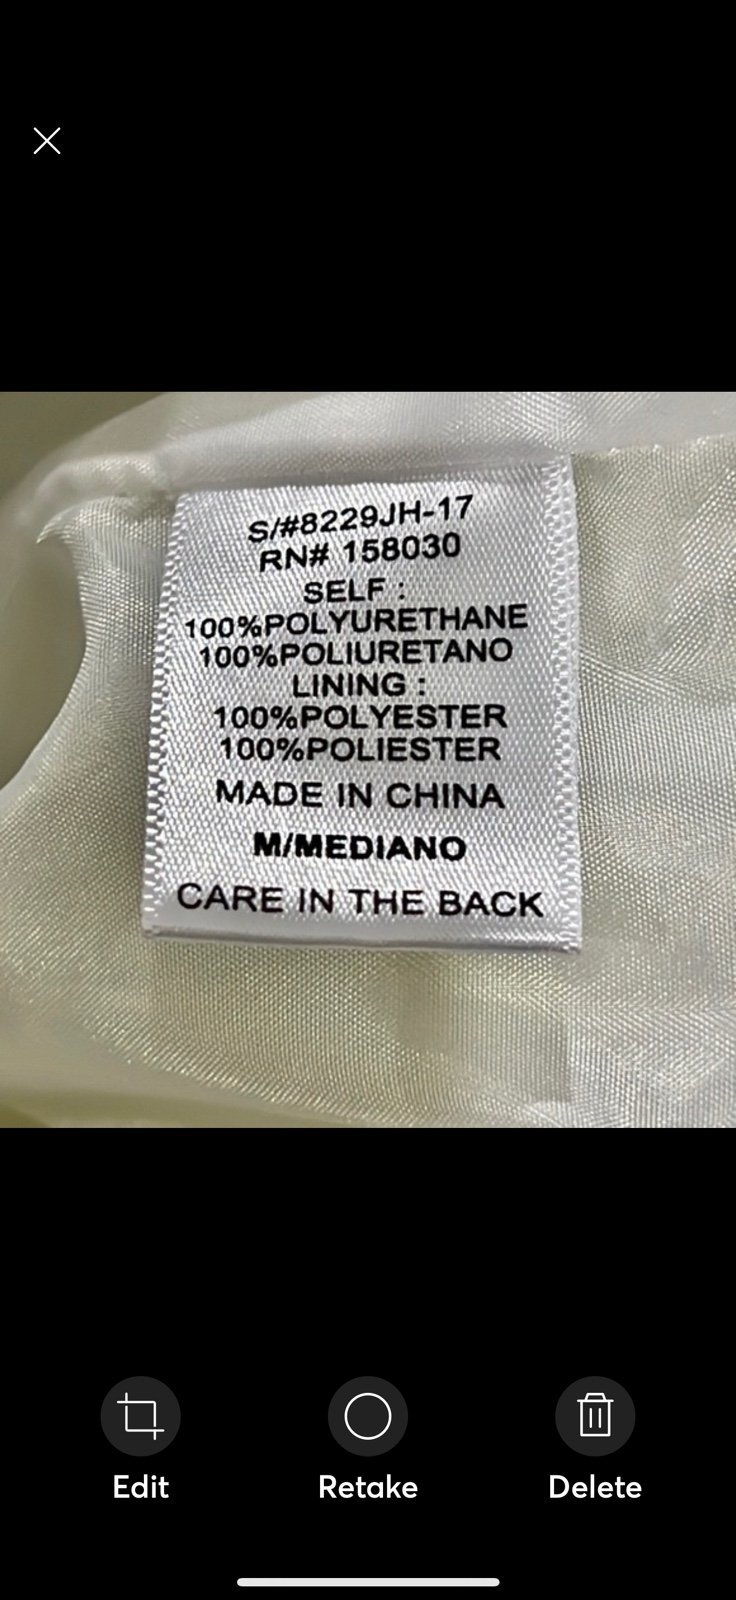 S/#8229JH-17
RN# 158030
SELF :
100%POLYURETHANE
100%POLIURETANO
LINING :
100%POLYESTER
100%POLIESTER
MADE IN CHINA
M/MEDIANO
CARE IN THE BACK
Edit
Retake
Delete